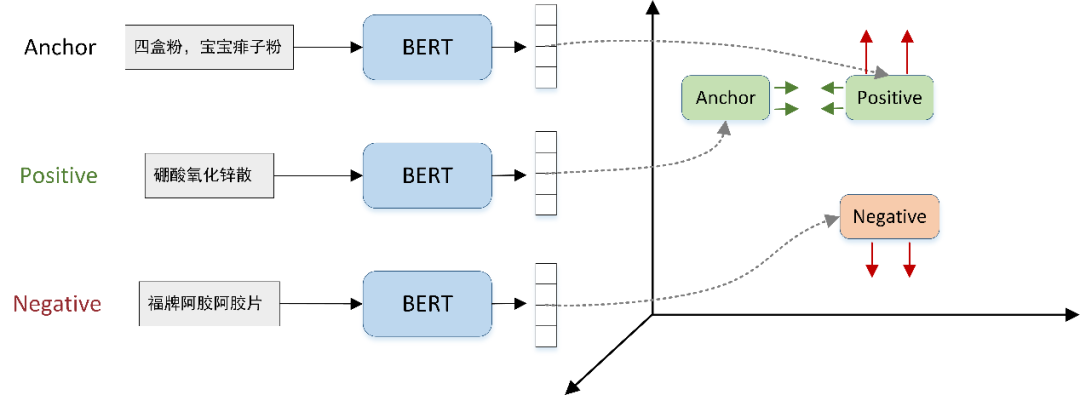 Anchor
四盒粉，宝宝痱子粉
BERT
Anchor
Positive
Positive
硼酸氧化锌散
BERT
Negative
Negative
福牌阿胶阿胶片
BERT